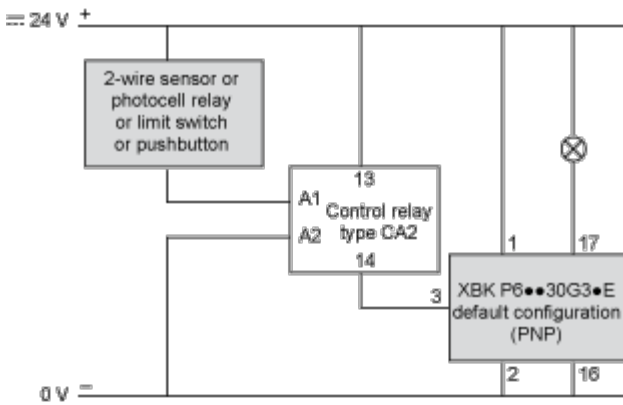 ⎓ 24 V +
2-wire sensor or
photocell relay
or limit switch
or pushbutton
13
A1
Control relay
A2
type CA2
14
1
17
3
XBK P6●●30G3●E
default configuration
(PNP)
2
16
0 V −